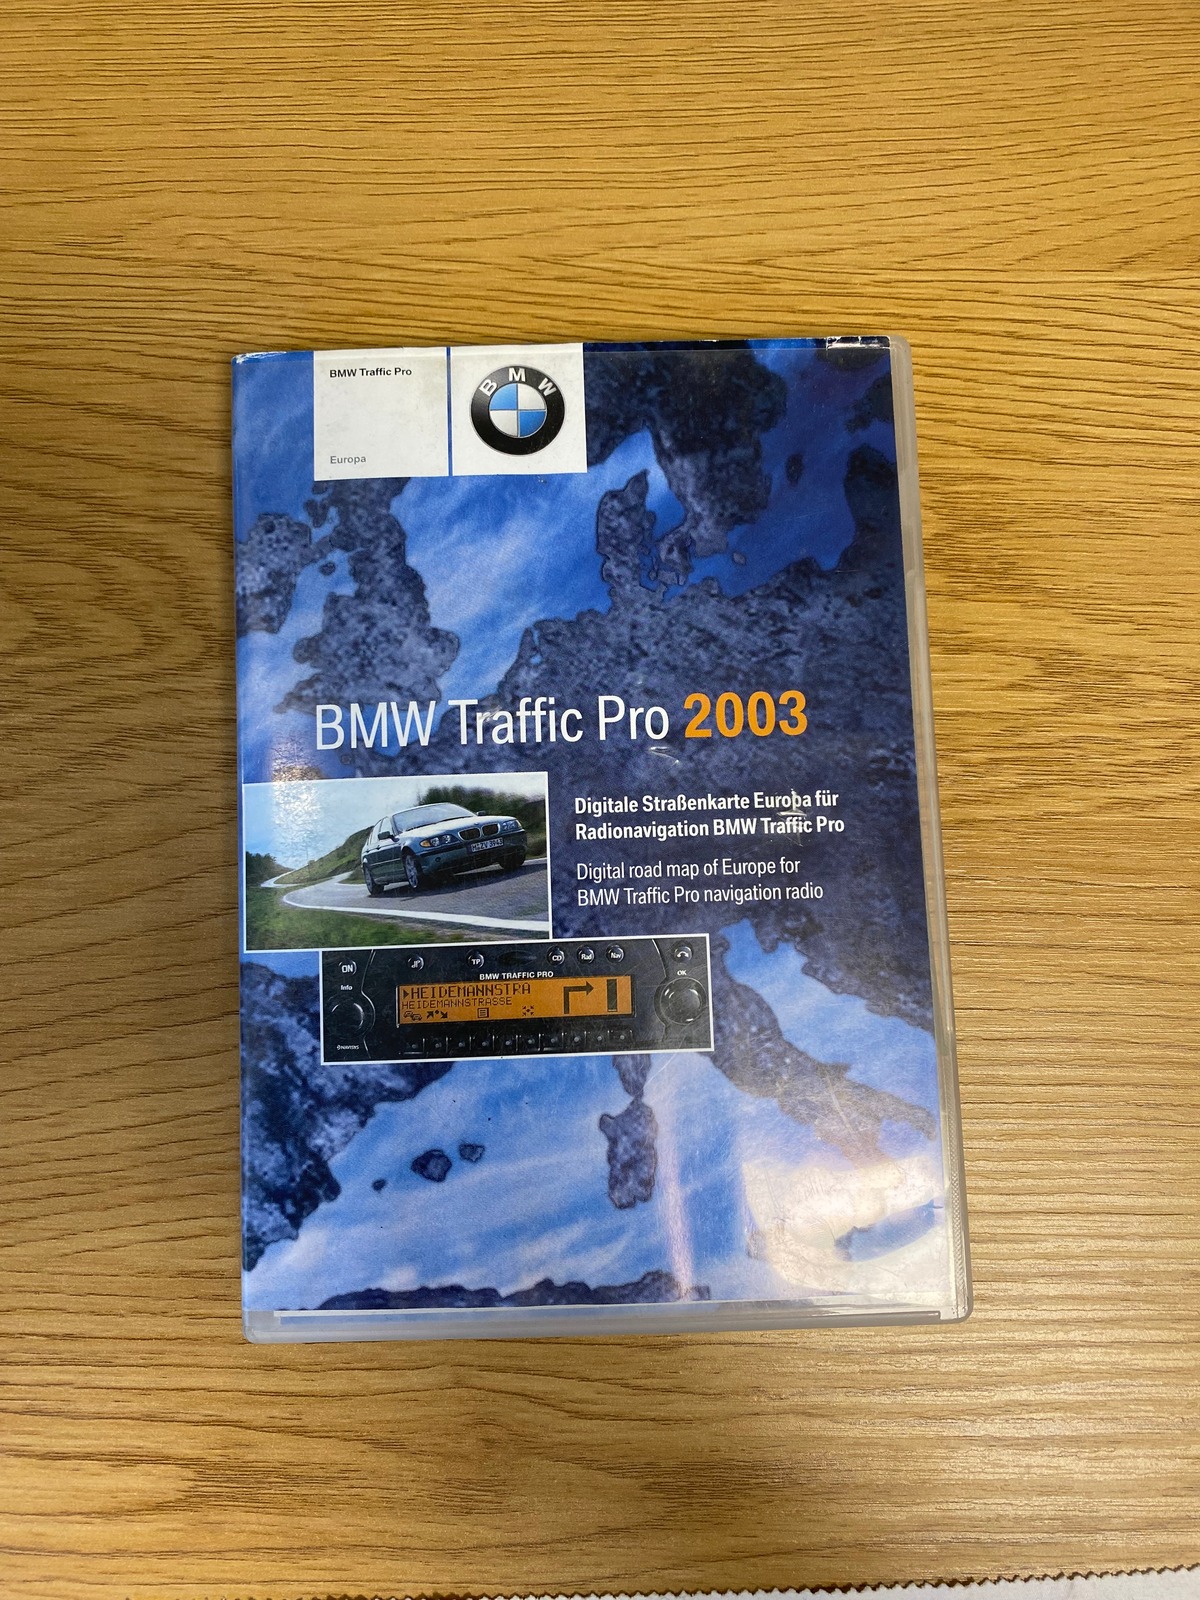 BMW Traffic Pro
Europa
BMW
BMW Traffic Pro 2003
Digitale Straßenkarte Europa für
Radionavigation BMW Traffic Pro
Digital road map of Europe for
BMW Traffic Pro navigation radio
ON
TP
CD
Rad
Nav
Info
BMW TRAFFIC PRO
OK
HEIDEMANNSTRA
HEIDEMANNSTRASSE